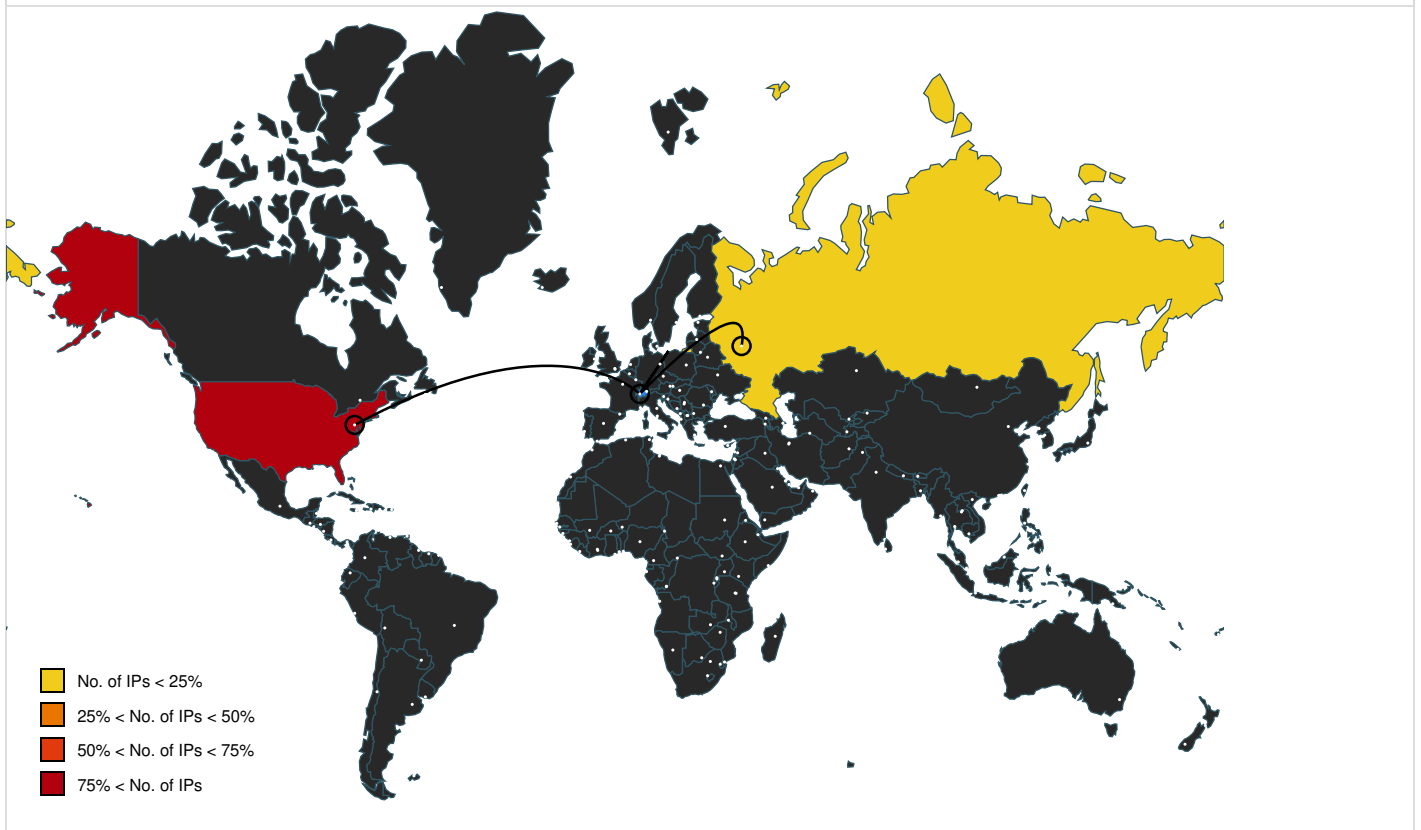 No. of IPs < 25%
25% < No. of IPs < 50%
50% < No. of IPs < 75%
75% < No. of IPs